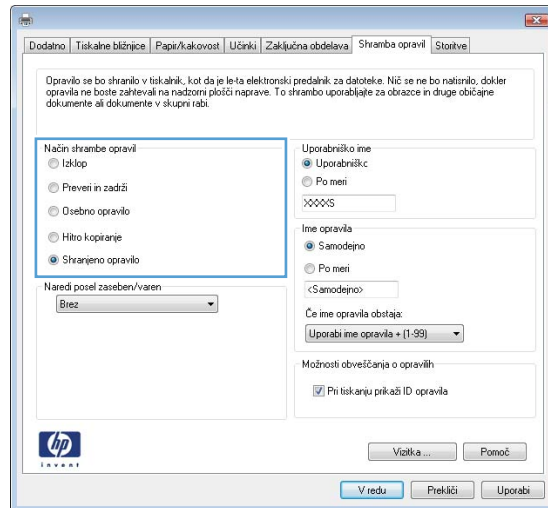 Dodatno Tiskalne bližnjice Papir/kakovost Učinki Zaključna obdelava Shramba opravil Storitve
Opravilo se bo shranilo v tiskalnik, kot da je le-ta elektronski predalnik za datoteke. Nič se ne bo natisnilo, dokler
opravila ne boste zahtevali na nadzorni plošči naprave. To shrambo uporabljajte za obrazce in druge običajne
dokumente ali dokumente v skupni rabi.
Način shrambe opravil
Izklop
Preveri in zadrži
Osebno opravilo
Hitro kopiranje
Shranjeno opravilo
Naredi posel zaseben/varen
Brez
Uporabniško ime
Uporabniškc
Po meri
XXXXS
Ime opravila
Samodejno
Po meri
<Samodejno>
Če ime opravila obstaja:
Uporabi ime opravila + (1-99)
Možnosti obveščanja o opravilih
Pri tiskanju prikaži ID opravila
hp
invent
Vizitka ... Pomoč
V redu Prekliči Uporabi